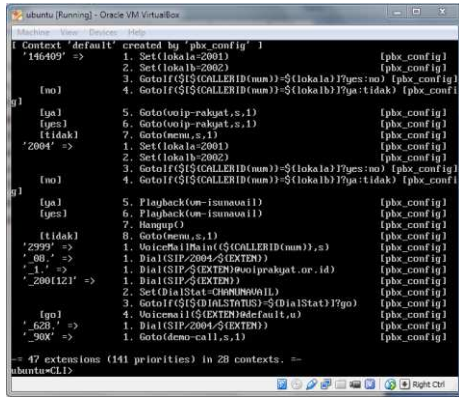 ubuntu [Running] - Oracle VM VirtualBox
Machine View Devices Help
[ Context 'default' created by 'pbx_config' ]
'146409' => 1. Set(lokala=2001) [pbx_config]
2. Set(lokalb=2002) [pbx_config]
3. GotoIf($[${CALLERID(num)}=${lokala}]?yes:no) [pbx_config]
[no] 4. GotoIf($[${CALLERID(num)}=${lokalb}]?ya:tidak) [pbx_confi
g]
[ya] 5. Goto(voip-rakyat,s,1) [pbx_config]
[yes] 6. Goto(voip-rakyat,s,1) [pbx_config]
[tidak] 7. Goto(menu,s,1) [pbx_config]
'2004' => 1. Set(lokala=2001) [pbx_config]
2. Set(lokalb=2002) [pbx_config]
3. GotoIf($[${CALLERID(num)}=${lokala}]?yes:no) [pbx_config]
[no] 4. GotoIf($[${CALLERID(num)}=${lokalb}]?ya:tidak) [pbx_confi
g]
[ya] 5. Playback(vm-isunavail) [pbx_config]
[yes] 6. Playback(vm-isunavail) [pbx_config]
7. Hangup() [pbx_config]
[tidak] 8. Goto(menu,s,1) [pbx_config]
'2999' => 1. VoiceMailMain(${CALLERID(num)},s) [pbx_config]
'_08.' => 1. Dial(SIP/2004/${EXTEN}) [pbx_config]
'_1.' => 1. Dial(SIP/${EXTEN}@voiprakyat.or.id) [pbx_config]
'_200[12]' => 1. Dial(SIP/${EXTEN}) [pbx_config]
2. Set(DialStat=CHANUNAVAIL) [pbx_config]
3. GotoIf($[${DIALSTATUS}=${DialStat}]?go) [pbx_config]
[go] 4. Voicemail(${EXTEN}@default,u) [pbx_config]
'_628.' => 1. Dial(SIP/2004/${EXTEN}) [pbx_config]
'_90X' => 1. Goto(demo-call,s,1) [pbx_config]
-= 47 extensions (141 priorities) in 28 contexts. =-
ubuntu*CLI>
Right Ctrl